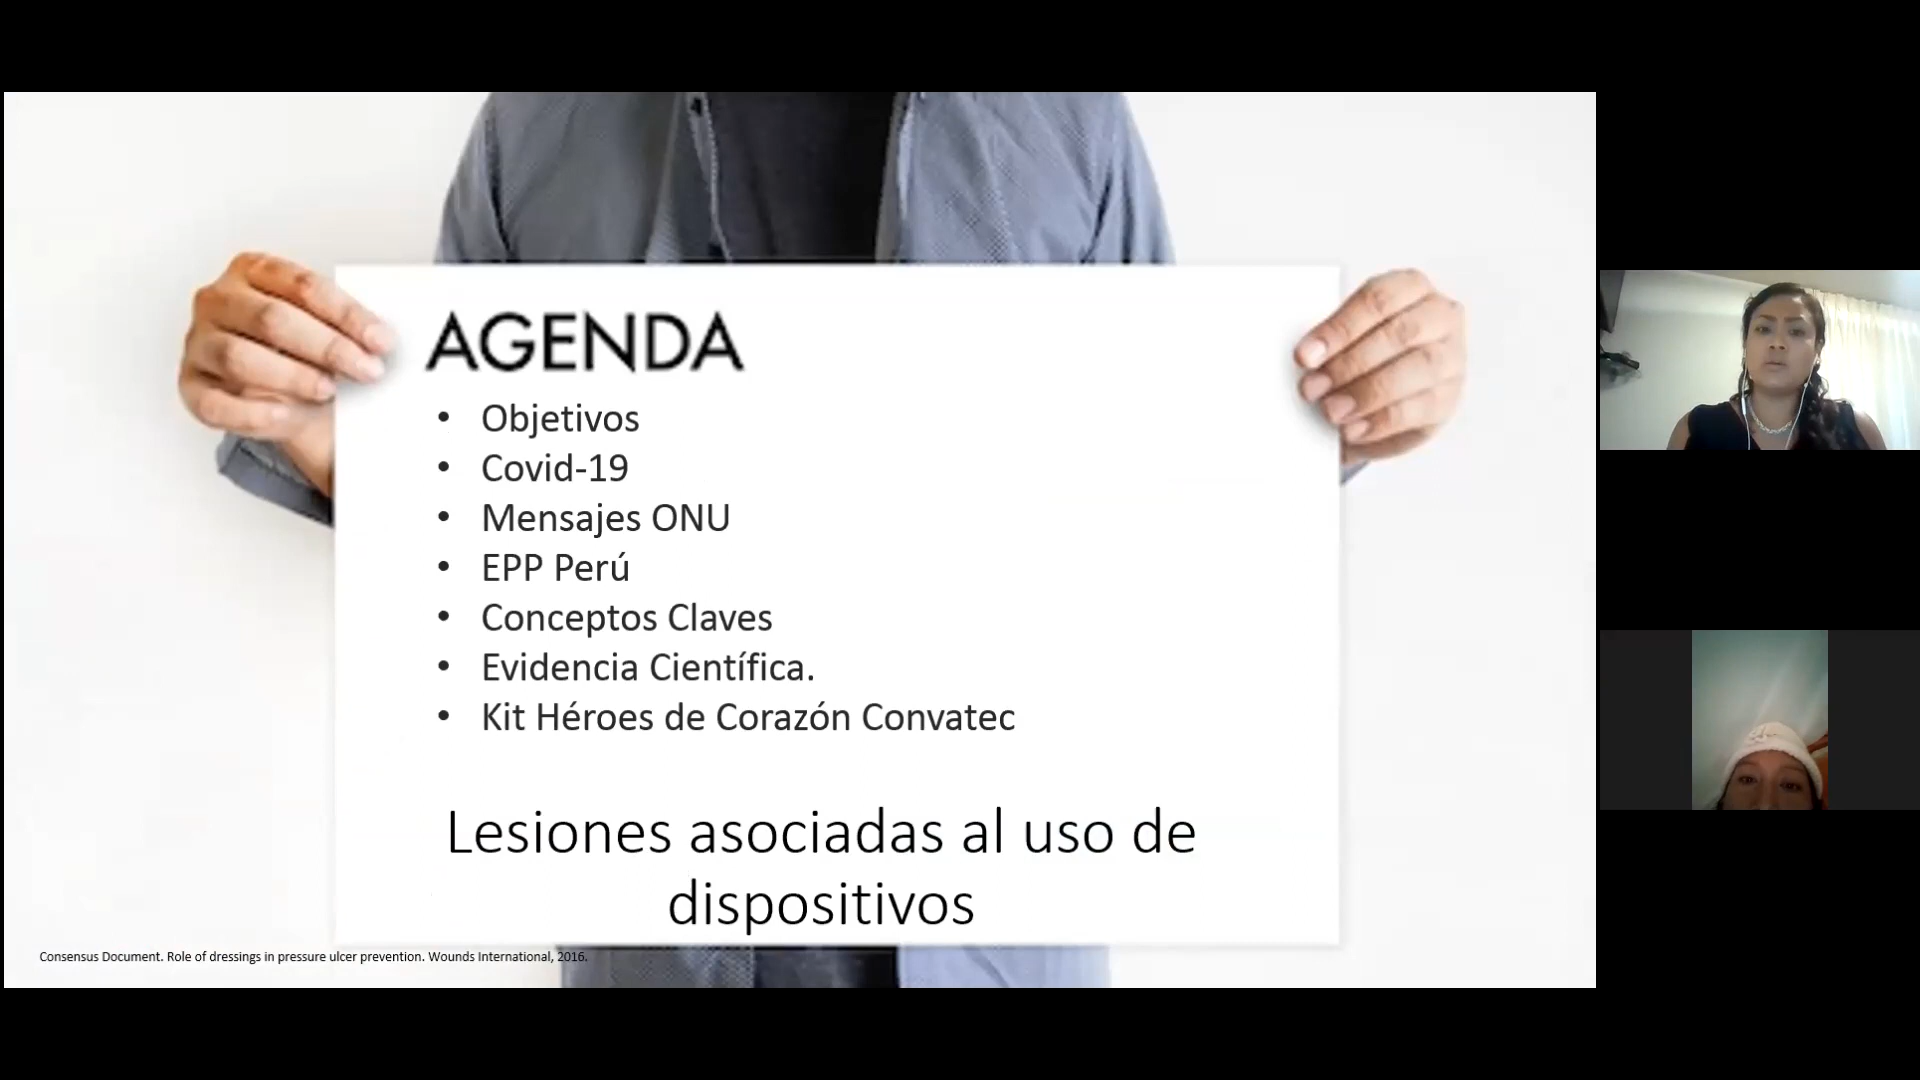 AGENDA
• Objetivos
• Covid-19
• Mensajes ONU
• EPP Perú
• Conceptos Claves
• Evidencia Científica.
• Kit Héroes de Corazón Convatec
Lesiones asociadas al uso de
dispositivos
Consensus Document. Role of dressings in pressure ulcer prevention. Wounds International, 2016.